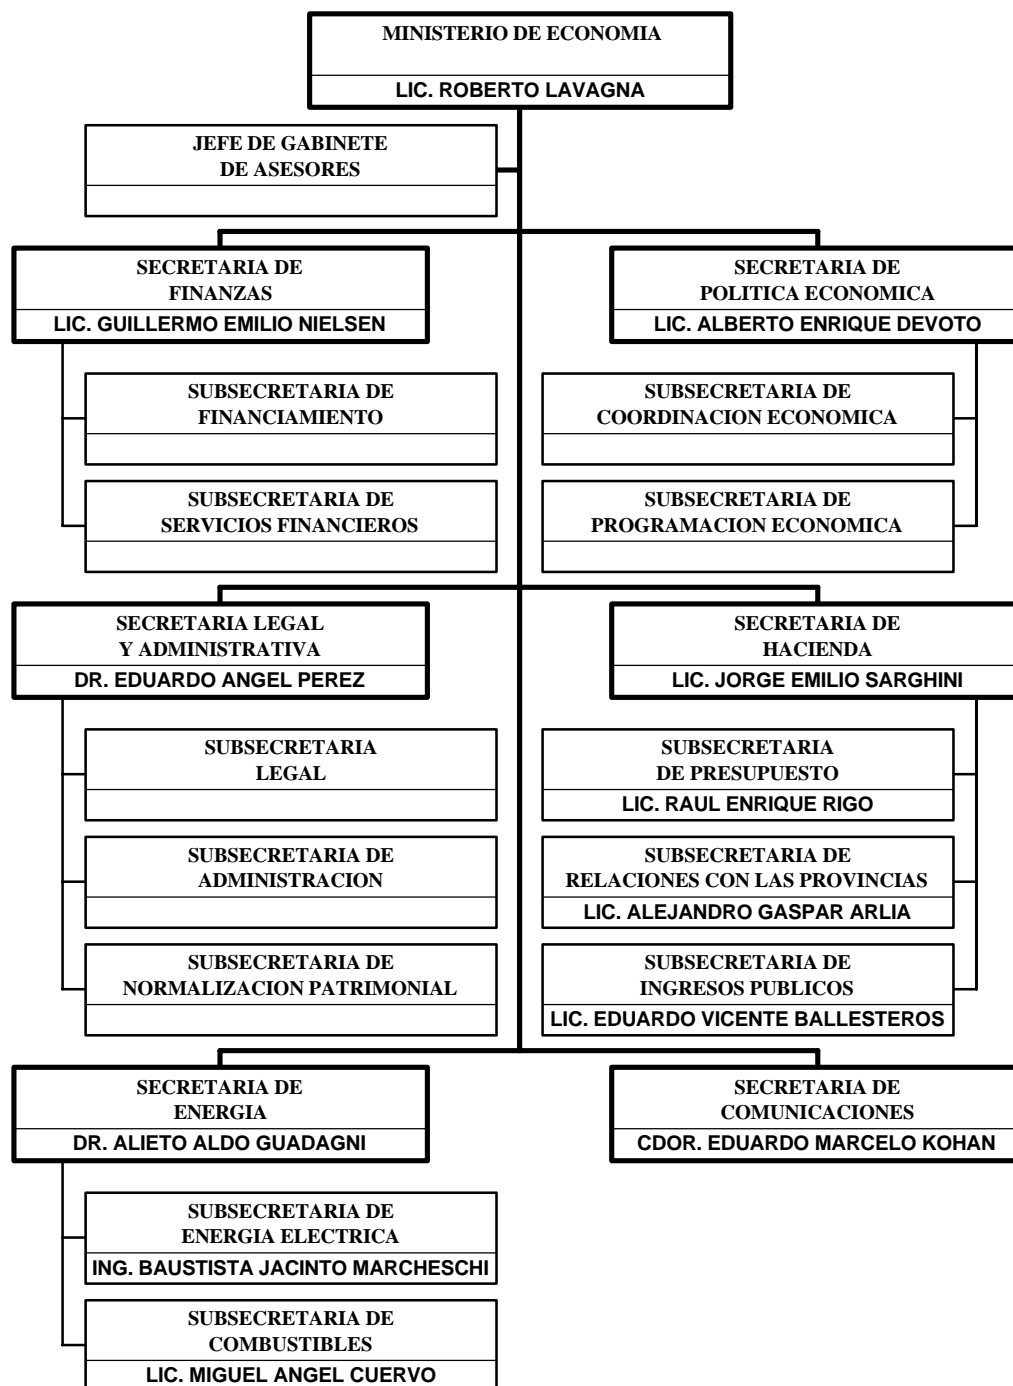 MINISTERIO DE ECONOMIA
LIC. ROBERTO LAVAGNA
JEFE DE GABINETE
DE ASESORES
SECRETARIA DE
FINANZAS
LIC. GUILLERMO EMILIO NIELSEN
SECRETARIA DE
POLITICA ECONOMICA
LIC. ALBERTO ENRIQUE DEVOTO
SUBSECRETARIA DE
FINANCIAMIENTO
SUBSECRETARIA DE
COORDINACION ECONOMICA
SUBSECRETARIA DE
SERVICIOS FINANCIEROS
SUBSECRETARIA DE
PROGRAMACION ECONOMICA
SECRETARIA LEGAL
Y ADMINISTRATIVA
DR. EDUARDO ANGEL PEREZ
SECRETARIA DE
HACIENDA
LIC. JORGE EMILIO SARGHINI
SUBSECRETARIA
LEGAL
SUBSECRETARIA
DE PRESUPUESTO
LIC. RAUL ENRIQUE RIGO
SUBSECRETARIA DE
ADMINISTRACION
SUBSECRETARIA DE
RELACIONES CON LAS PROVINCIAS
LIC. ALEJANDRO GASPAR ARLIA
SUBSECRETARIA DE
NORMALIZACION PATRIMONIAL
SUBSECRETARIA DE
INGRESOS PUBLICOS
LIC. EDUARDO VICENTE BALLESTEROS
SECRETARIA DE
ENERGIA
DR. ALIETO ALDO GUADAGNI
SECRETARIA DE
COMUNICACIONES
CDOR. EDUARDO MARCELO KOHAN
SUBSECRETARIA DE
ENERGIA ELECTRICA
ING. BAUSTISTA JACINTO MARCHESCHI
SUBSECRETARIA DE
COMBUSTIBLES
LIC. MIGUEL ANGEL CUERVO